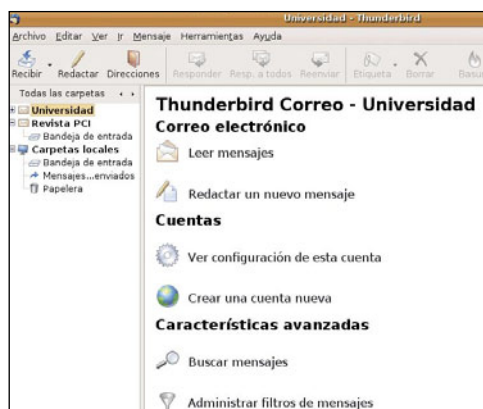 Universidad - Thunderbird
Archivo Editar Ver Ir Mensaje Herramientas Ayuda
Recibir Redactar Direcciones Responder Resp. a todos Reenviar Etiqueta Borrar Basu
Todas las carpetas
Universidad
Revista PCI
Bandeja de entrada
Carpetas locales
Bandeja de entrada
Mensajes...enviados
Papelera
Thunderbird Correo - Universidad
Correo electrónico
Leer mensajes
Redactar un nuevo mensaje
Cuentas
Ver configuración de esta cuenta
Crear una cuenta nueva
Características avanzadas
Buscar mensajes
Administrar filtros de mensajes